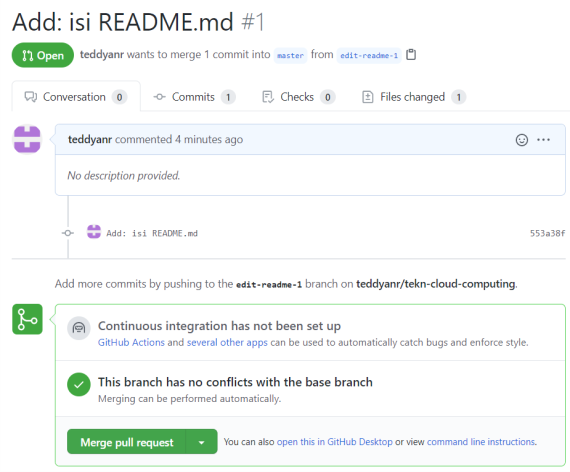 Add: isi README.md #1
Open teddyanr wants to merge 1 commit into master from edit-readme-1
Conversation 0 Commits 1 Checks 0 Files changed 1
teddyanr commented 4 minutes ago
No description provided.
Add: isi README.md 553a38f
Add more commits by pushing to the edit-readme-1 branch on teddyanr/tekn-cloud-computing.
Continuous integration has not been set up
GitHub Actions and several other apps can be used to automatically catch bugs and enforce style.
This branch has no conflicts with the base branch
Merging can be performed automatically.
Merge pull request You can also open this in GitHub Desktop or view command line instructions.